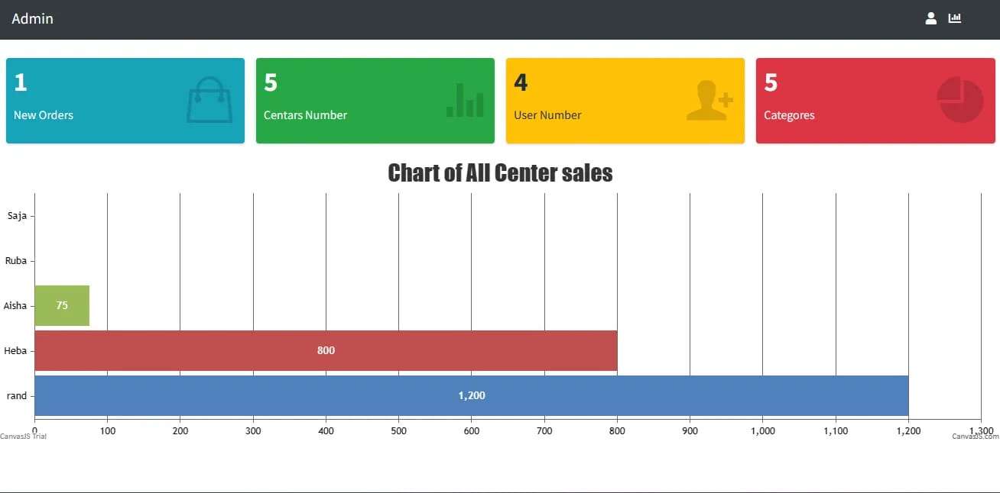 Admin
1
New Orders
5
Centars Number
4
User Number
5
Categores
Chart of All Center sales
Saja
Ruba
Aisha
75
Heba
800
rand
1,200
0 100 200 300 400 500 600 700 800 900 1,000 1,100 1,200 1,300
CanvasJS Trial
CanvasJS.com